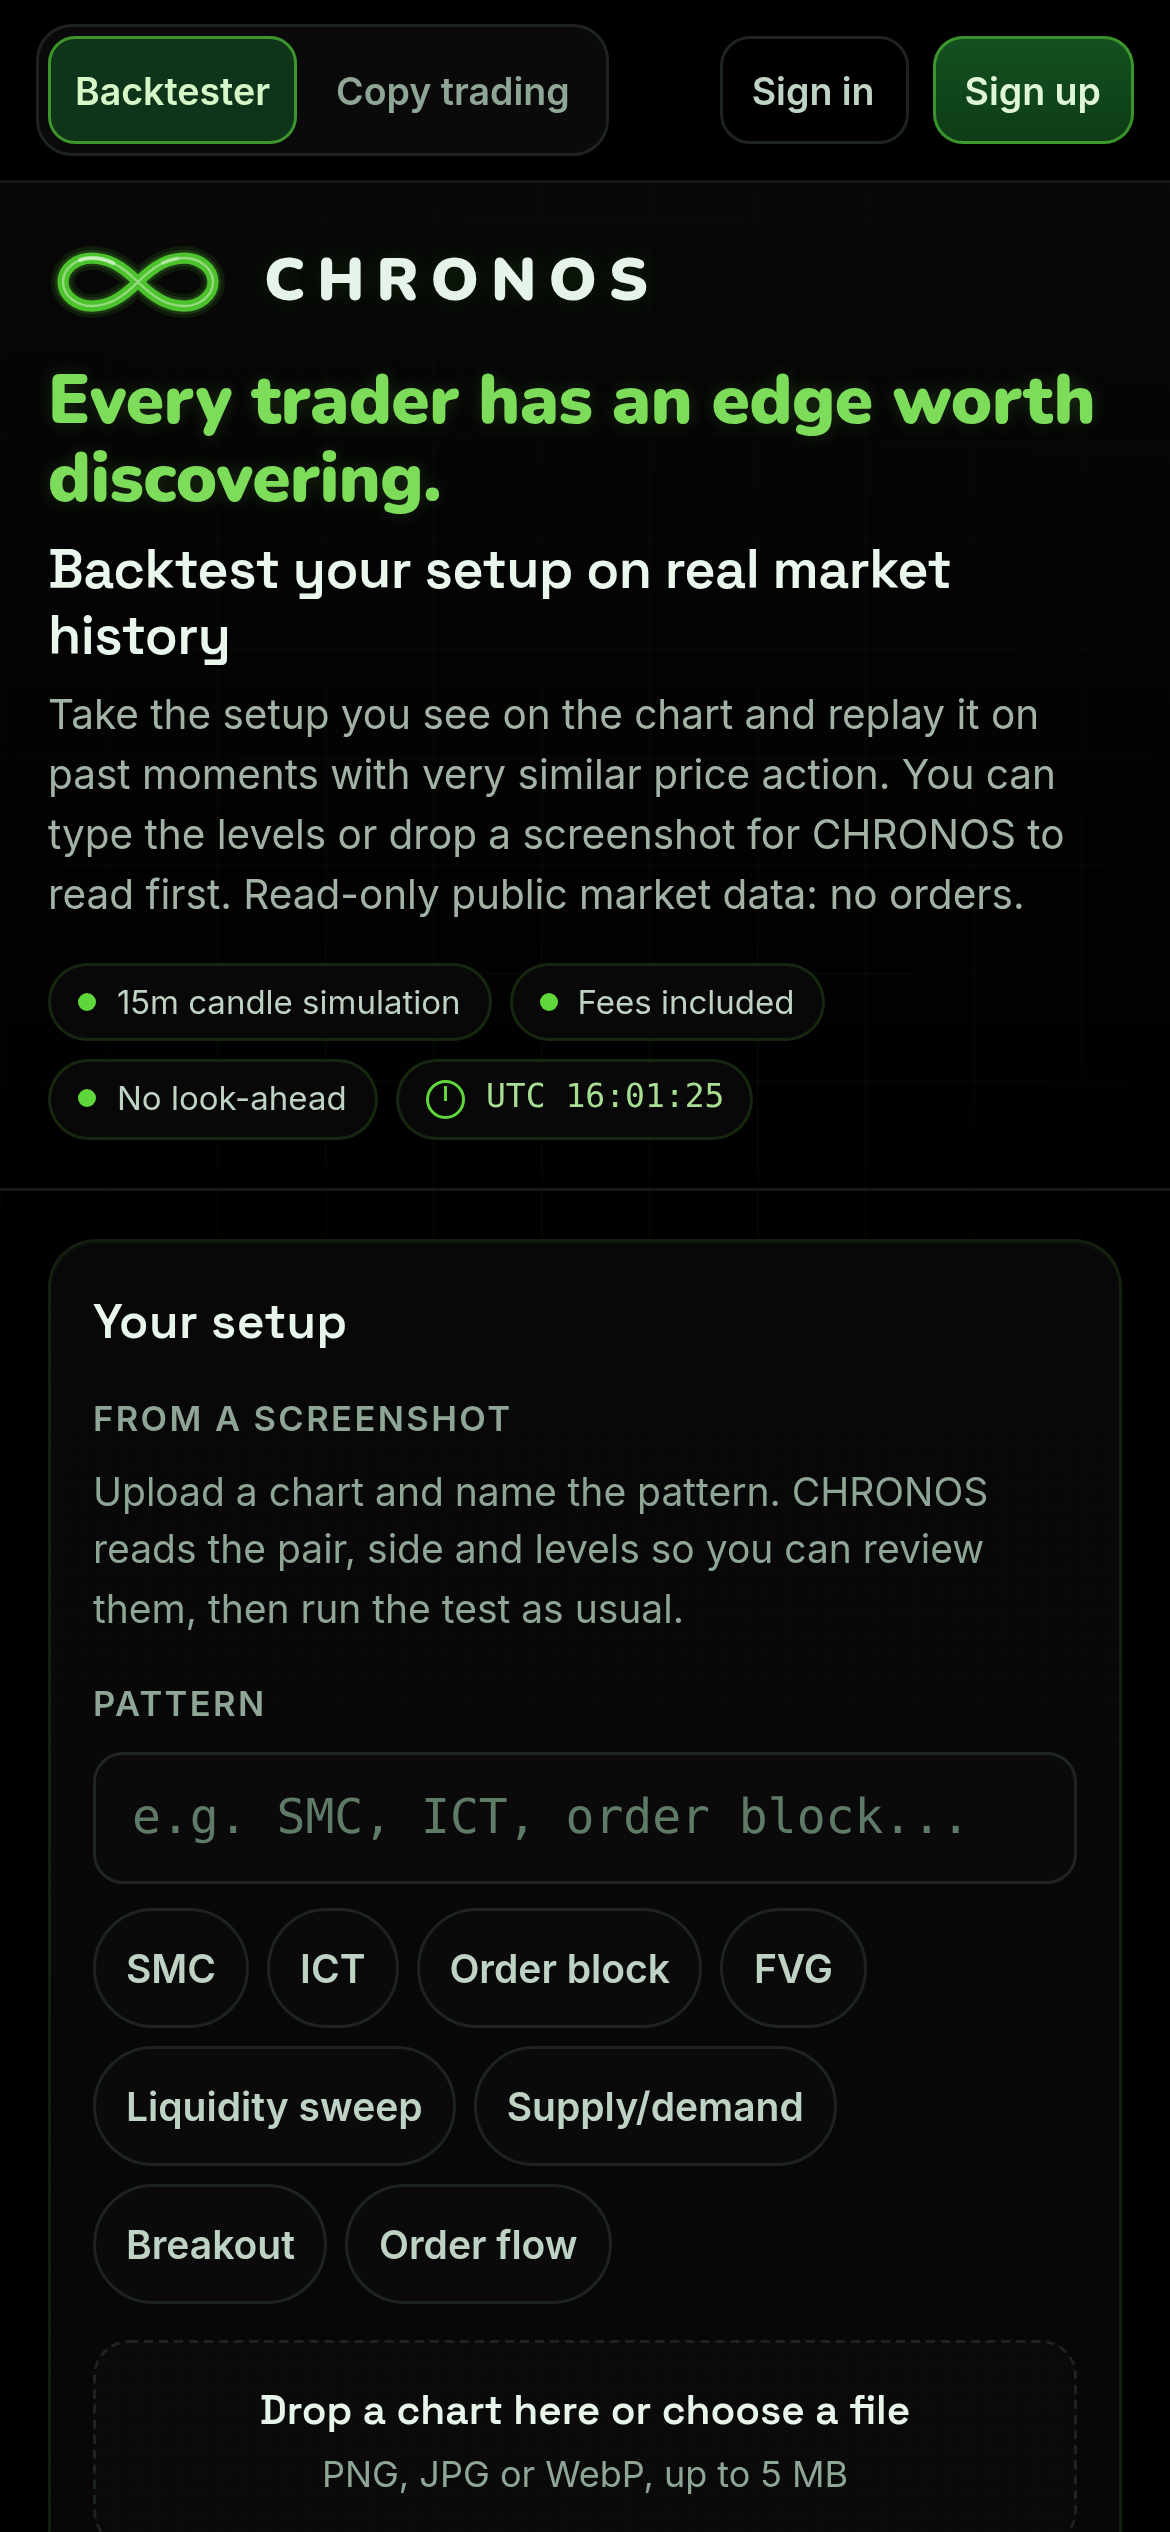 Backtester
Copy trading
Sign in
Sign up
CHRONOS
Every trader has an edge worth
discovering.
Backtest your setup on real market
history
Take the setup you see on the chart and replay it on
past moments with very similar price action. You can
type the levels or drop a screenshot for CHRONOS to
read first. Read-only public market data: no orders.
15m candle simulation
Fees included
No look-ahead
UTC 16:01:25
Your setup
FROM A SCREENSHOT
Upload a chart and name the pattern. CHRONOS
reads the pair, side and levels so you can review
them, then run the test as usual.
PATTERN
e.g. SMC, ICT, order block...
SMC
ICT
Order block
FVG
Liquidity sweep
Supply/demand
Breakout
Order flow
Drop a chart here or choose a file
PNG, JPG or WebP, up to 5 MB